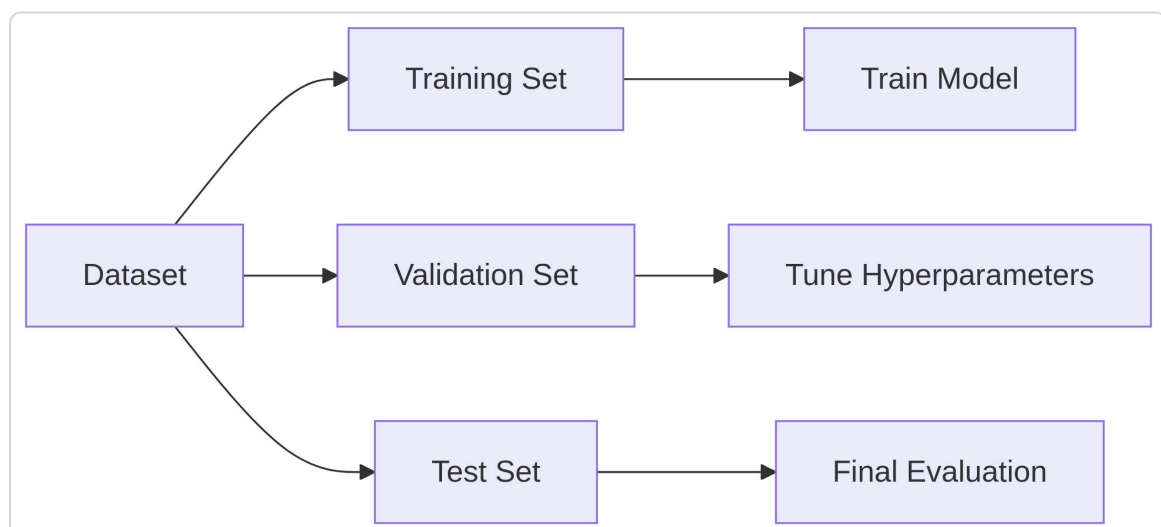 Training Set
Train Model
Dataset
Validation Set
Tune Hyperparameters
Test Set
Final Evaluation